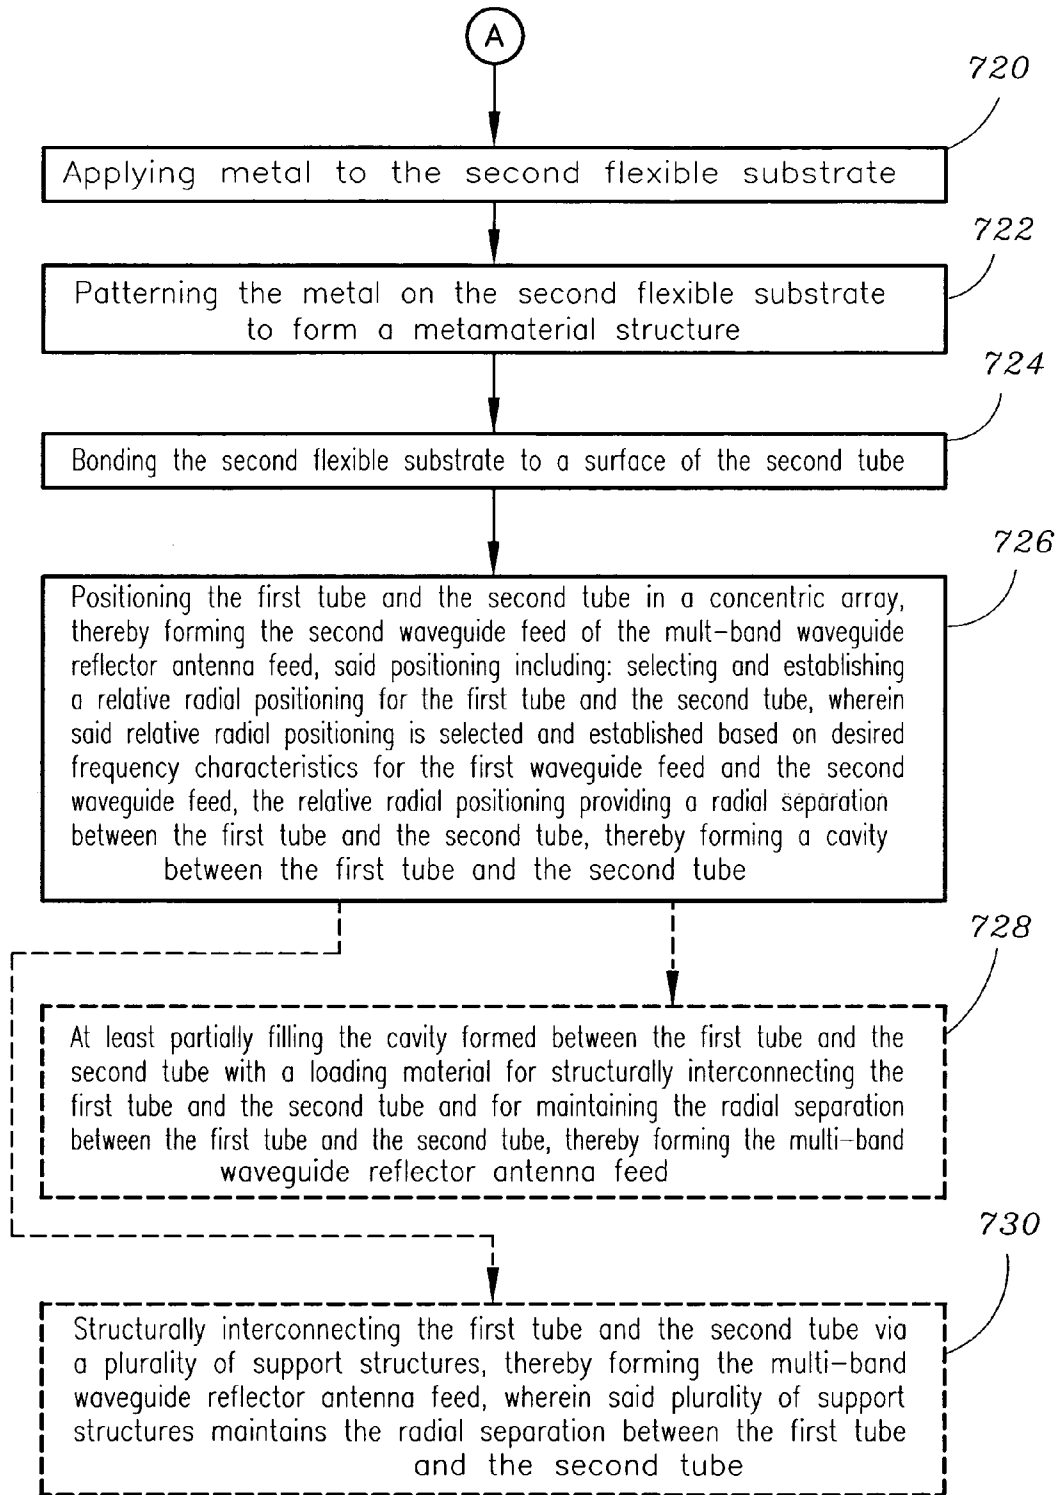 A
720
Applying metal to the second flexible substrate
722
Patterning the metal on the second flexible substrate
to form a metamaterial structure
724
Bonding the second flexible substrate to a surface of the second tube
726
Positioning the first tube and the second tube in a concentric array,
thereby forming the second waveguide feed of the mult-band waveguide
reflector antenna feed, said positioning including: selecting and establishing
a relative radial positioning for the first tube and the second tube, wherein
said relative radial positioning is selected and established based on desired
frequency characteristics for the first waveguide feed and the second
waveguide feed, the relative radial positioning providing a radial separation
between the first tube and the second tube, thereby forming a cavity
between the first tube and the second tube
728
At least partially filling the cavity formed between the first tube and the
second tube with a loading material for structurally interconnecting the
first tube and the second tube and for maintaining the radial separation
between the first tube and the second tube, thereby forming the multi-band
waveguide reflector antenna feed
730
Structurally interconnecting the first tube and the second tube via
a plurality of support structures, thereby forming the multi-band
waveguide reflector antenna feed, wherein said plurality of support
structures maintains the radial separation between the first tube
and the second tube